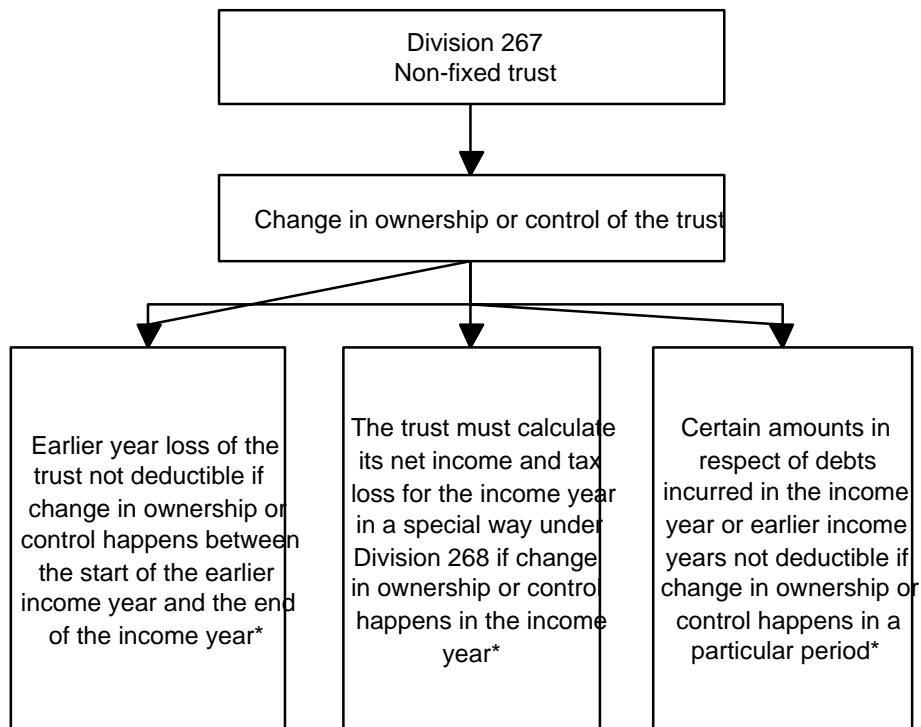 Division 267
Non-fixed trust
Change in ownership or control of the trust
Earlier year loss of the
trust not deductible if
change in ownership or
control happens between
the start of the earlier
income year and the end
of the income year*
The trust must calculate
its net income and tax
loss for the income year
in a special way under
Division 268 if change
in ownership or control
happens in the income
year*
Certain amounts in
respect of debts
incurred in the income
year or earlier income
years not deductible if
change in ownership or
control happens in a
particular period*